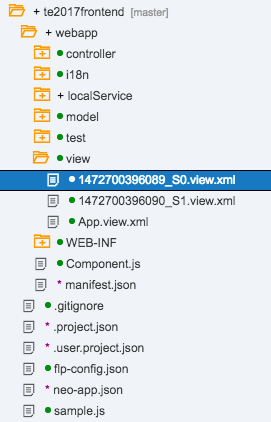 + te2017frontend [master]
+ webapp
controller
i18n
+ localService
model
test
view
1472700396089_S0.view.xml
1472700396090_S1.view.xml
App.view.xml
WEB-INF
Component.js
* manifest.json
.gitignore
* .project.json
* .user.project.json
flp-config.json
* neo-app.json
sample.js